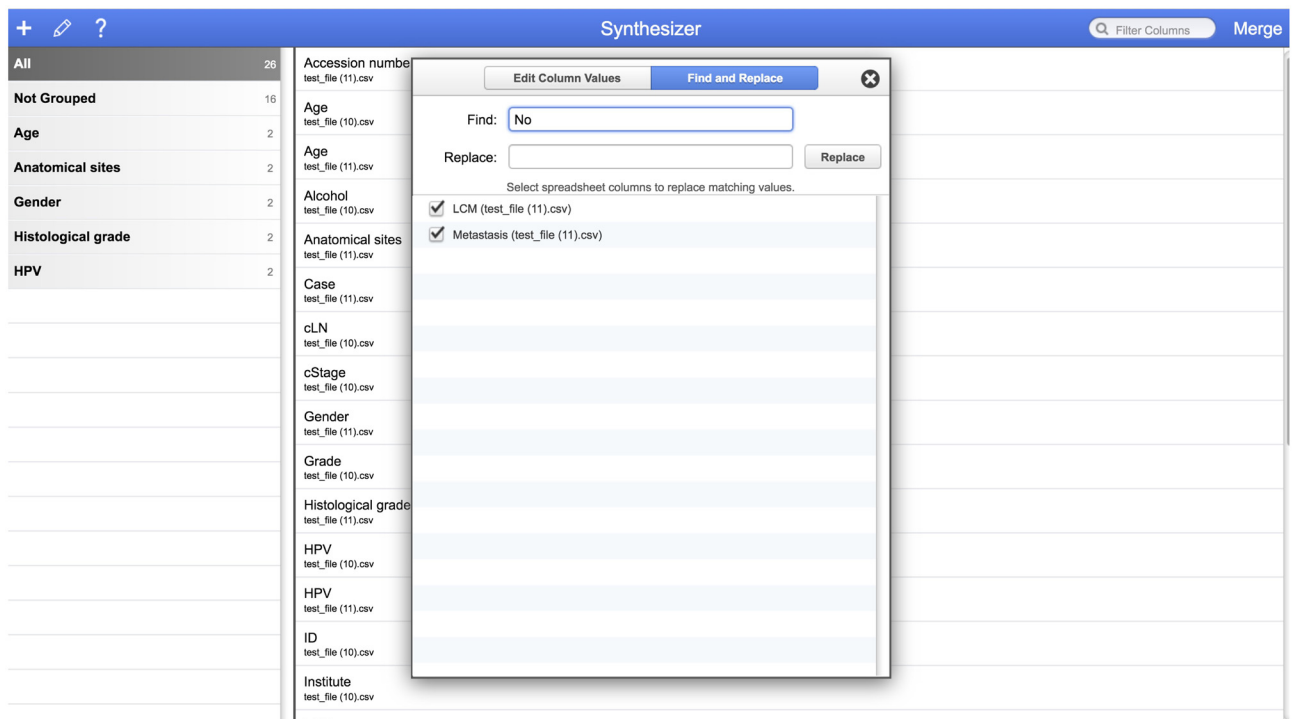 + ?
Synthesizer
Filter Columns
Merge
All 26
Not Grouped 16
Age 2
Anatomical sites 2
Gender 2
Histological grade 2
HPV 2
Accession numbe
test_file (11).csv
Age
test_file (10).csv
Age
test_file (11).csv
Alcohol
test_file (10).csv
Anatomical sites
test_file (11).csv
Case
test_file (11).csv
cLN
test_file (10).csv
cStage
test_file (10).csv
Gender
test_file (11).csv
Grade
test_file (10).csv
Histological grade
test_file (11).csv
HPV
test_file (10).csv
HPV
test_file (11).csv
ID
test_file (10).csv
Institute
test_file (10).csv
Edit Column Values
Find and Replace
Find: No
Replace:
Replace
Select spreadsheet columns to replace matching values.
LCM (test_file (11).csv)
Metastasis (test_file (11).csv)